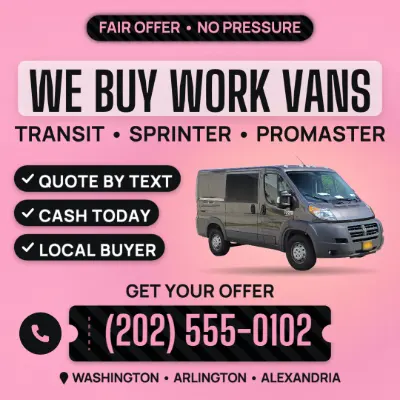 FAIR OFFER • NO PRESSURE
WE BUY WORK VANS
TRANSIT • SPRINTER • PROMASTER
QUOTE BY TEXT
CASH TODAY
LOCAL BUYER
GET YOUR OFFER
(202) 555-0102
WASHINGTON • ARLINGTON • ALEXANDRIA